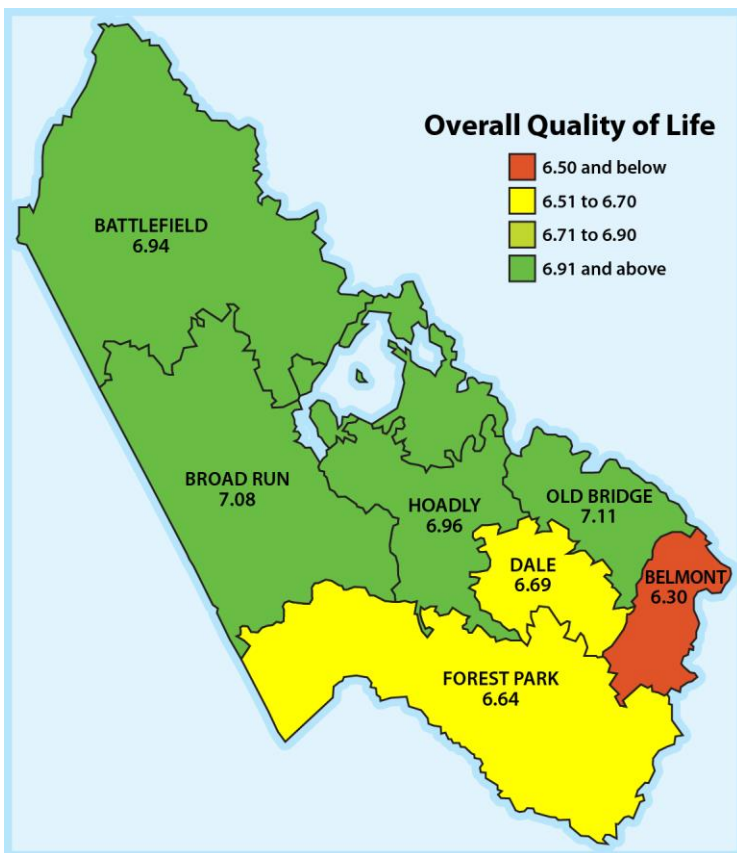 Overall Quality of Life
6.50 and below
6.51 to 6.70
6.71 to 6.90
6.91 and above
BATTLEFIELD
6.94
BROAD RUN
7.08
HOADLY
6.96
OLD BRIDGE
7.11
DALE
6.69
BELMONT
6.30
FOREST PARK
6.64